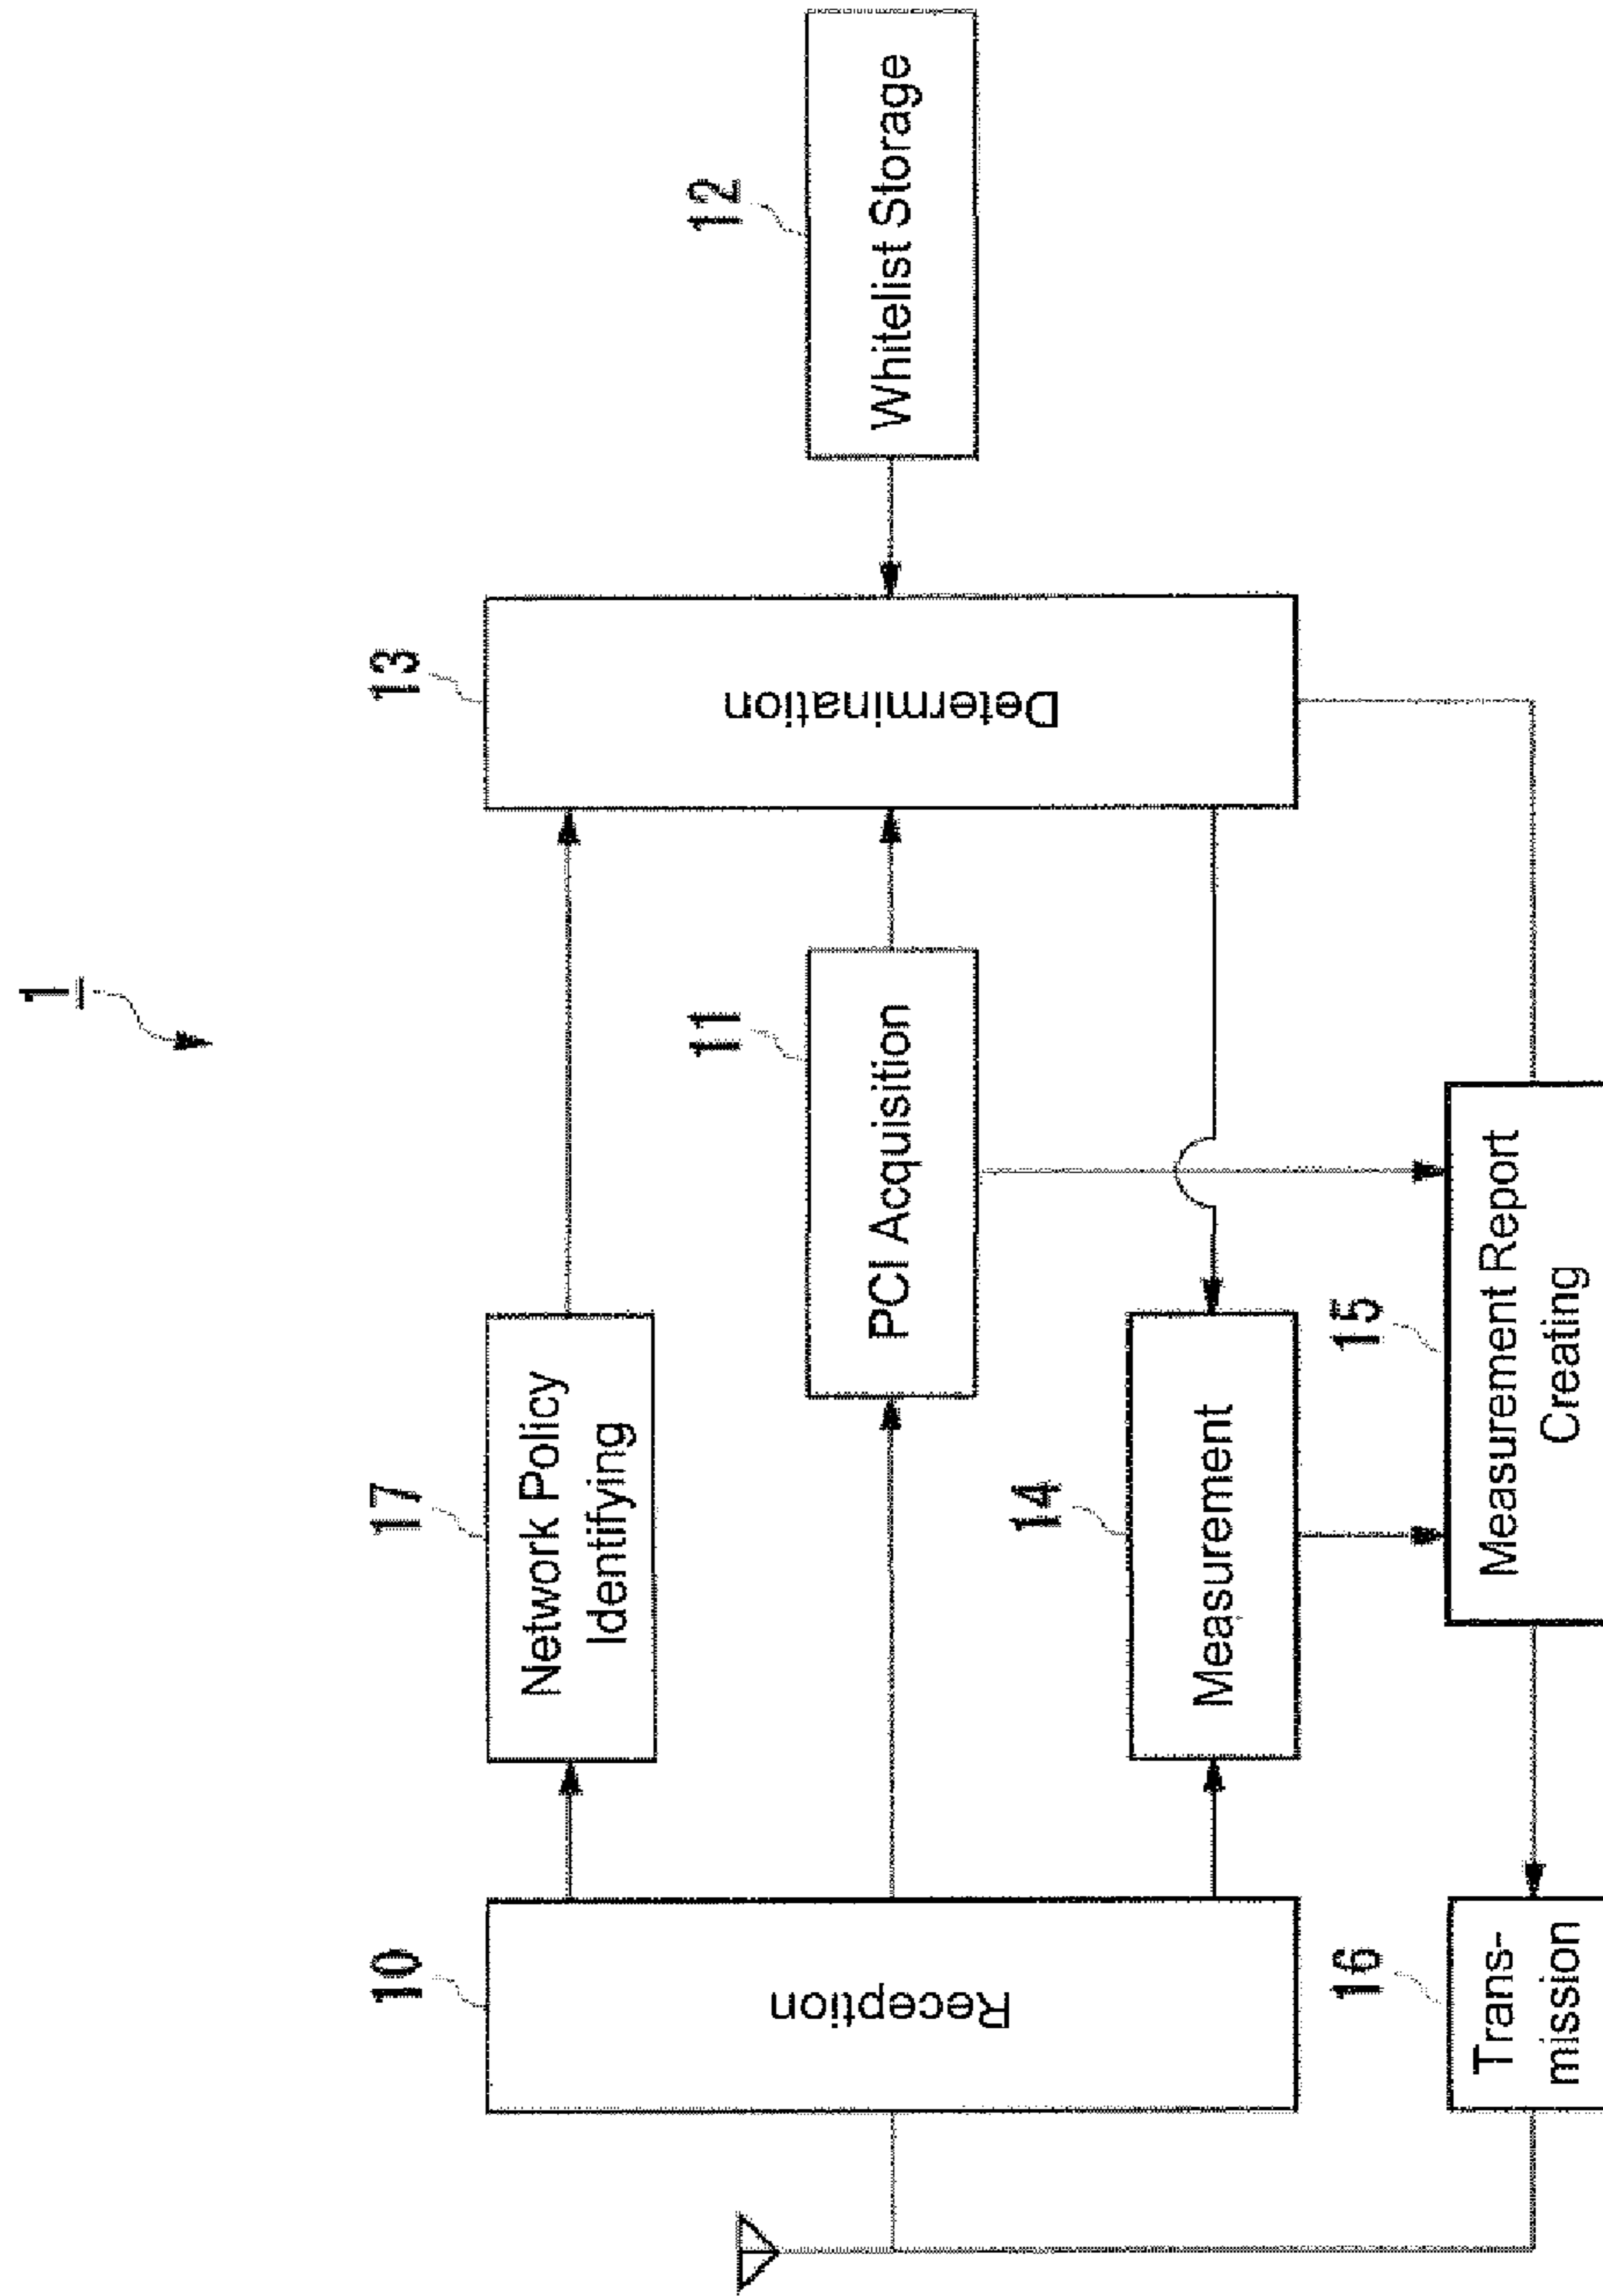 1
10
Reception
17
Network Policy
Identifying
13
Determination
11
PCI Acquisition
12
Whitelist Storage
14
Measurement
16
Trans-
mission
15
Measurement Report
Creating